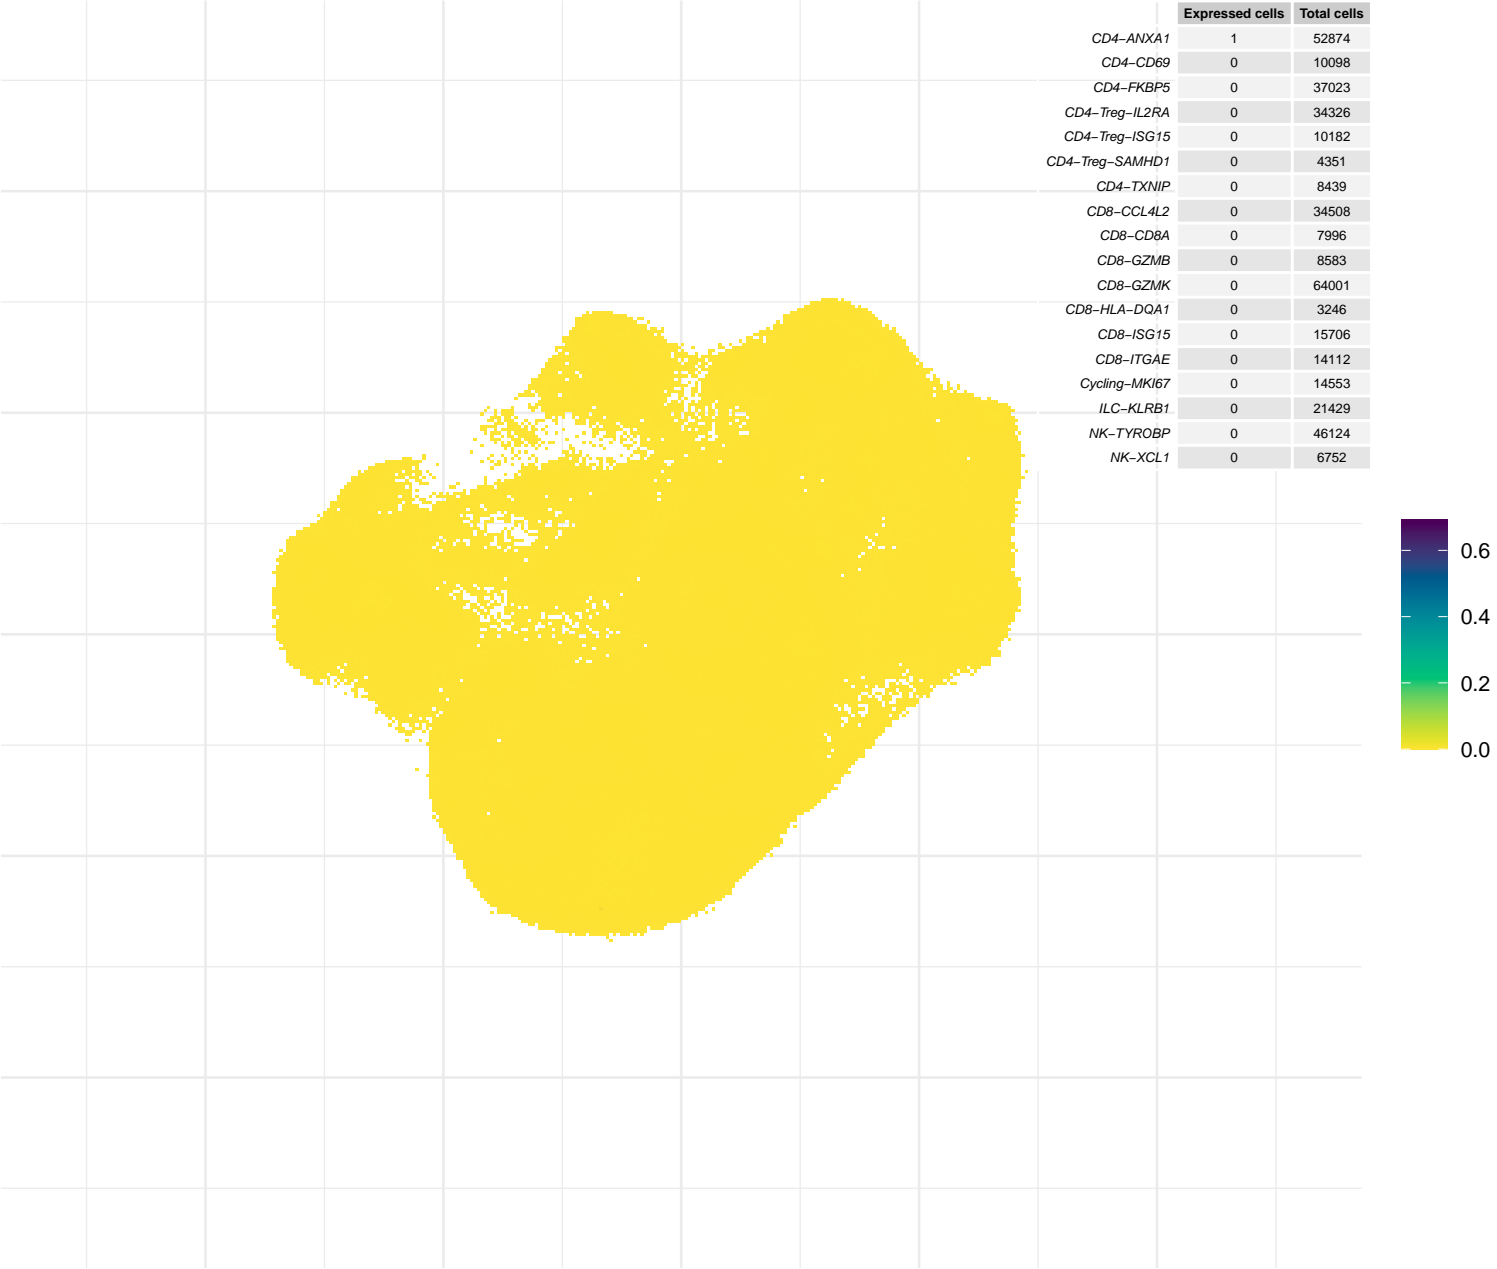 Expressed cells Total cells
CD4−ANXA1 1 52874
CD4−CD69 0 10098
CD4−FKBP5 0 37023
CD4−Treg−IL2RA 0 34326
CD4−Treg−ISG15 0 10182
CD4−Treg−SAMHD1 0 4351
CD4−TXNIP 0 8439
CD8−CCL4L2 0 34508
CD8−CD8A 0 7996
CD8−GZMB 0 8583
CD8−GZMK 0 64001
CD8−HLA−DQA1 0 3246
CD8−ISG15 0 15706
CD8−ITGAE 0 14112
Cycling−MKI67 0 14553
ILC−KLRB1 0 21429
NK−TYROBP 0 46124
NK−XCL1 0 6752
0.6
0.4
0.2
0.0